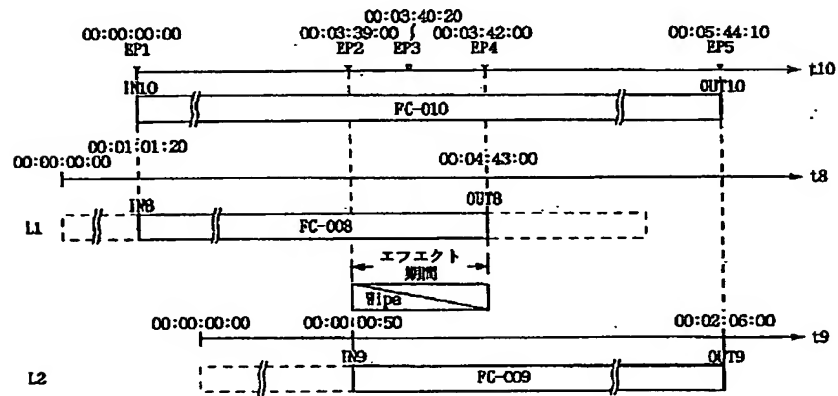 00:03:40:20
00:00:00:00 00:03:39:00 00:03:42:00 00:05:44:10
EP1 EP2 EP3 EP4 EP5
t10
IN10 OUT10
FC-010
00:01:01:20
00:00:00:00 00:04:43:00
t8
IN8 OUT8
L1 FC-008
エフエクト
期間
Wipe
00:00:00:00 00:00:00:50 00:02:06:00
t9
IN9 OUT9
L2 FC-009